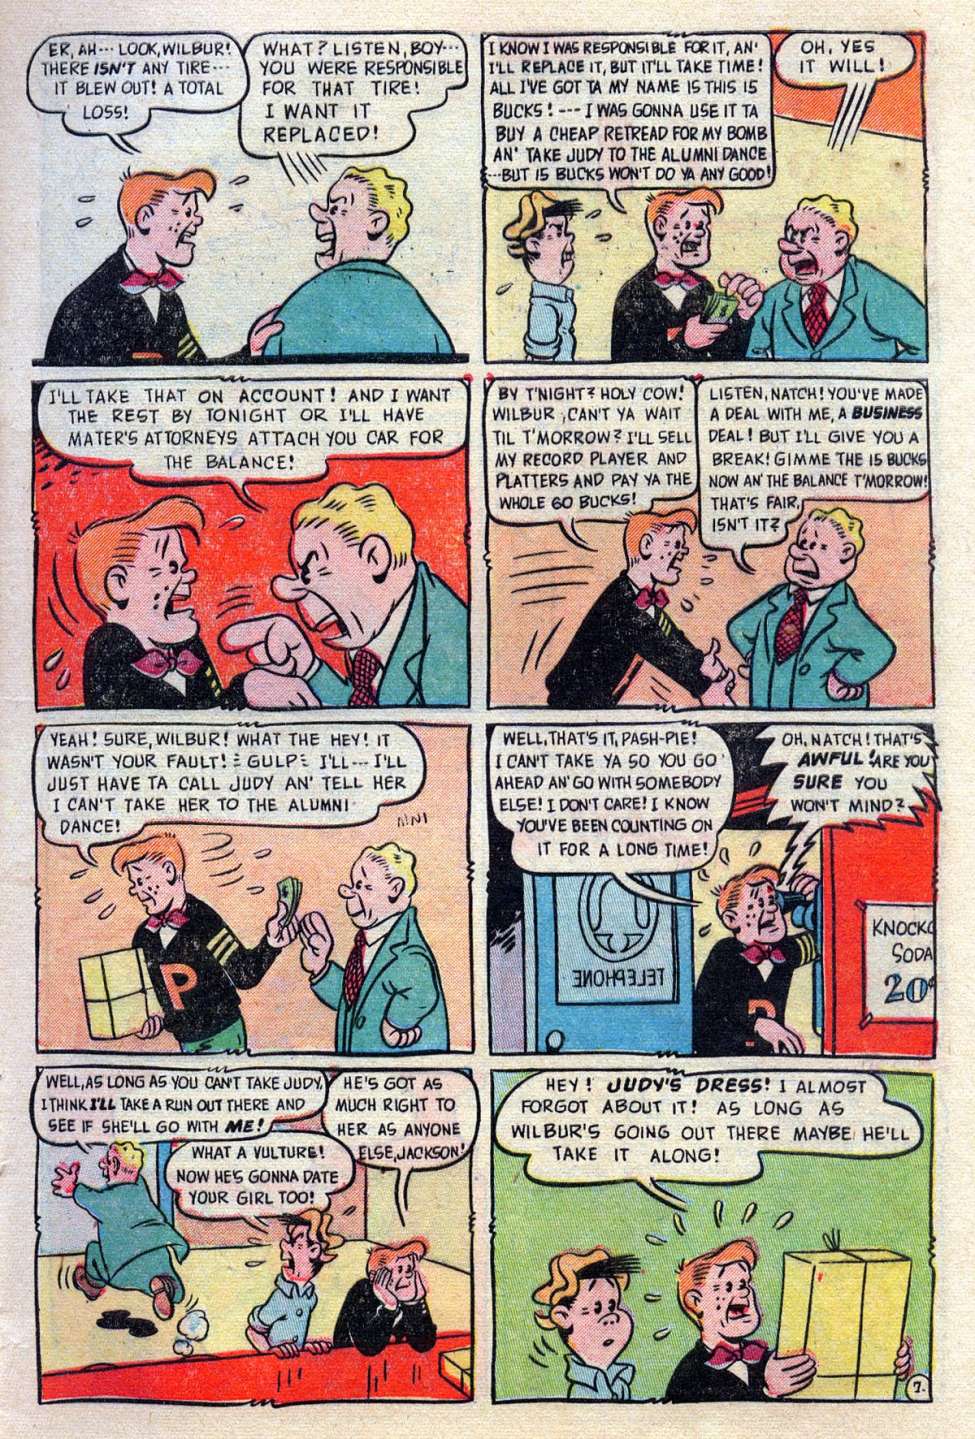 ER, AH--- LOOK, WILBUR!
THERE ISN'T ANY TIRE---
IT BLEW OUT! A TOTAL
LOSS!
WHAT? LISTEN, BOY---
YOU WERE RESPONSIBLE
FOR THAT TIRE!
I WANT IT
REPLACED!
I KNOW I WAS RESPONSIBLE FOR IT, AN'
I'LL REPLACE IT, BUT IT'LL TAKE TIME!
ALL I'VE GOT TA MY NAME IS THIS 15
BUCKS! --- I WAS GONNA USE IT TA
BUY A CHEAP RETREAD FOR MY BOMB
AN' TAKE JUDY TO THE ALUMNI DANCE
---BUT 15 BUCKS WON'T DO YA ANY GOOD!
OH, YES
IT WILL!
I'LL TAKE THAT ON ACCOUNT! AND I WANT
THE REST BY TONIGHT OR I'LL HAVE
MATER'S ATTORNEYS ATTACH YOU CAR FOR
THE BALANCE!
BY T'NIGHT? HOLY COW!
WILBUR, CAN'T YA WAIT
TIL T'MORROW? I'LL SELL
MY RECORD PLAYER AND
PLATTERS AND PAY YA THE
WHOLE 60 BUCKS!
LISTEN, NATCH! YOU'VE MADE
A DEAL WITH ME, A BUSINESS
DEAL! BUT I'LL GIVE YOU A
BREAK! GIMME THE 15 BUCKS
NOW AN' THE BALANCE T'MORROW!
THAT'S FAIR,
ISN'T IT?
YEAH! SURE, WILBUR! WHAT THE HEY! IT
WASN'T YOUR FAULT! GULP I'LL--- I'LL
JUST HAVE TA CALL JUDY AN' TELL HER
I CAN'T TAKE HER TO THE ALUMNI
DANCE!
P
WELL, THAT'S IT, PASH-PIE!
I CAN'T TAKE YA SO YOU GO
AHEAD AN' GO WITH SOMEBODY
ELSE! I DON'T CARE! I KNOW
YOU'VE BEEN COUNTING ON
IT FOR A LONG TIME!
OH, NATCH! THAT'S
AWFUL! ARE YOU
SURE YOU
WON'T MIND?
TELEPHONE
KNOCKO
SODA
20¢
WELL, AS LONG AS YOU CAN'T TAKE JUDY,
I THINK I'LL TAKE A RUN OUT THERE AND
SEE IF SHE'LL GO WITH ME!
WHAT A VULTURE!
NOW HE'S GONNA DATE
YOUR GIRL TOO!
HE'S GOT AS
MUCH RIGHT TO
HER AS ANYONE
ELSE, JACKSON!
HEY! JUDY'S DRESS! I ALMOST
FORGOT ABOUT IT! AS LONG AS
WILBUR'S GOING OUT THERE MAYBE HE'LL
TAKE IT ALONG!
7-